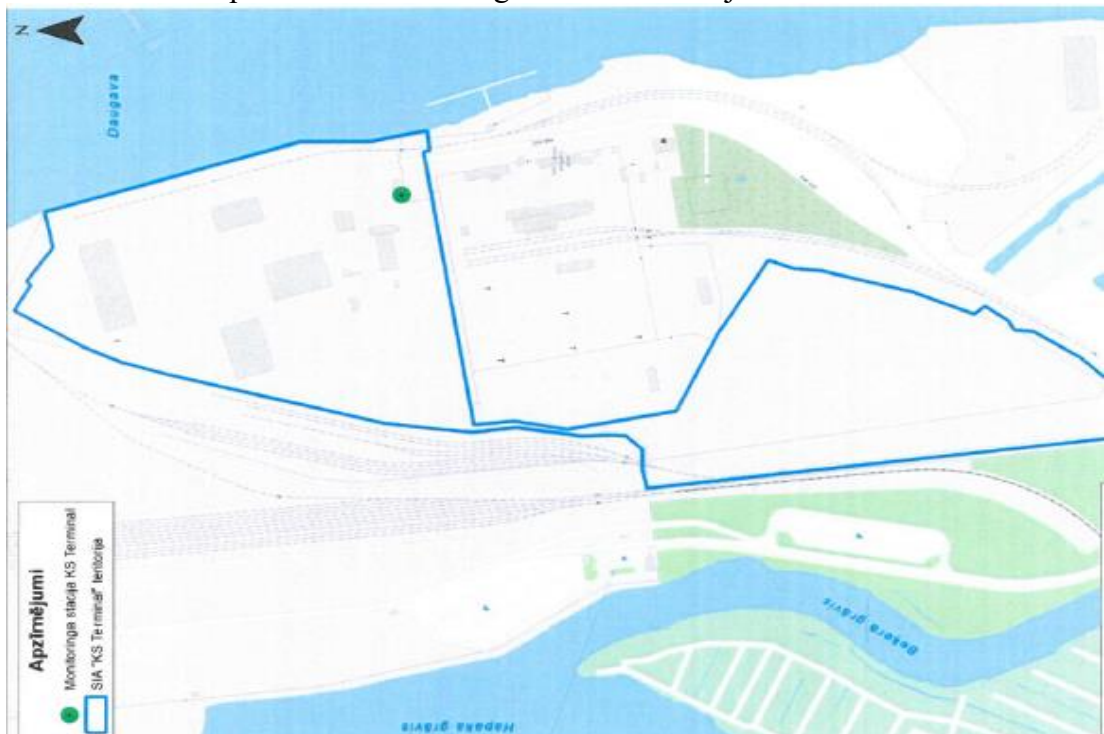 N
Daugava
Apzīmējumi
Monitoringa stacija KS Terminal
SIA "KS Terminal" teritorija
Beķera grāvis
Hapaka grāvis